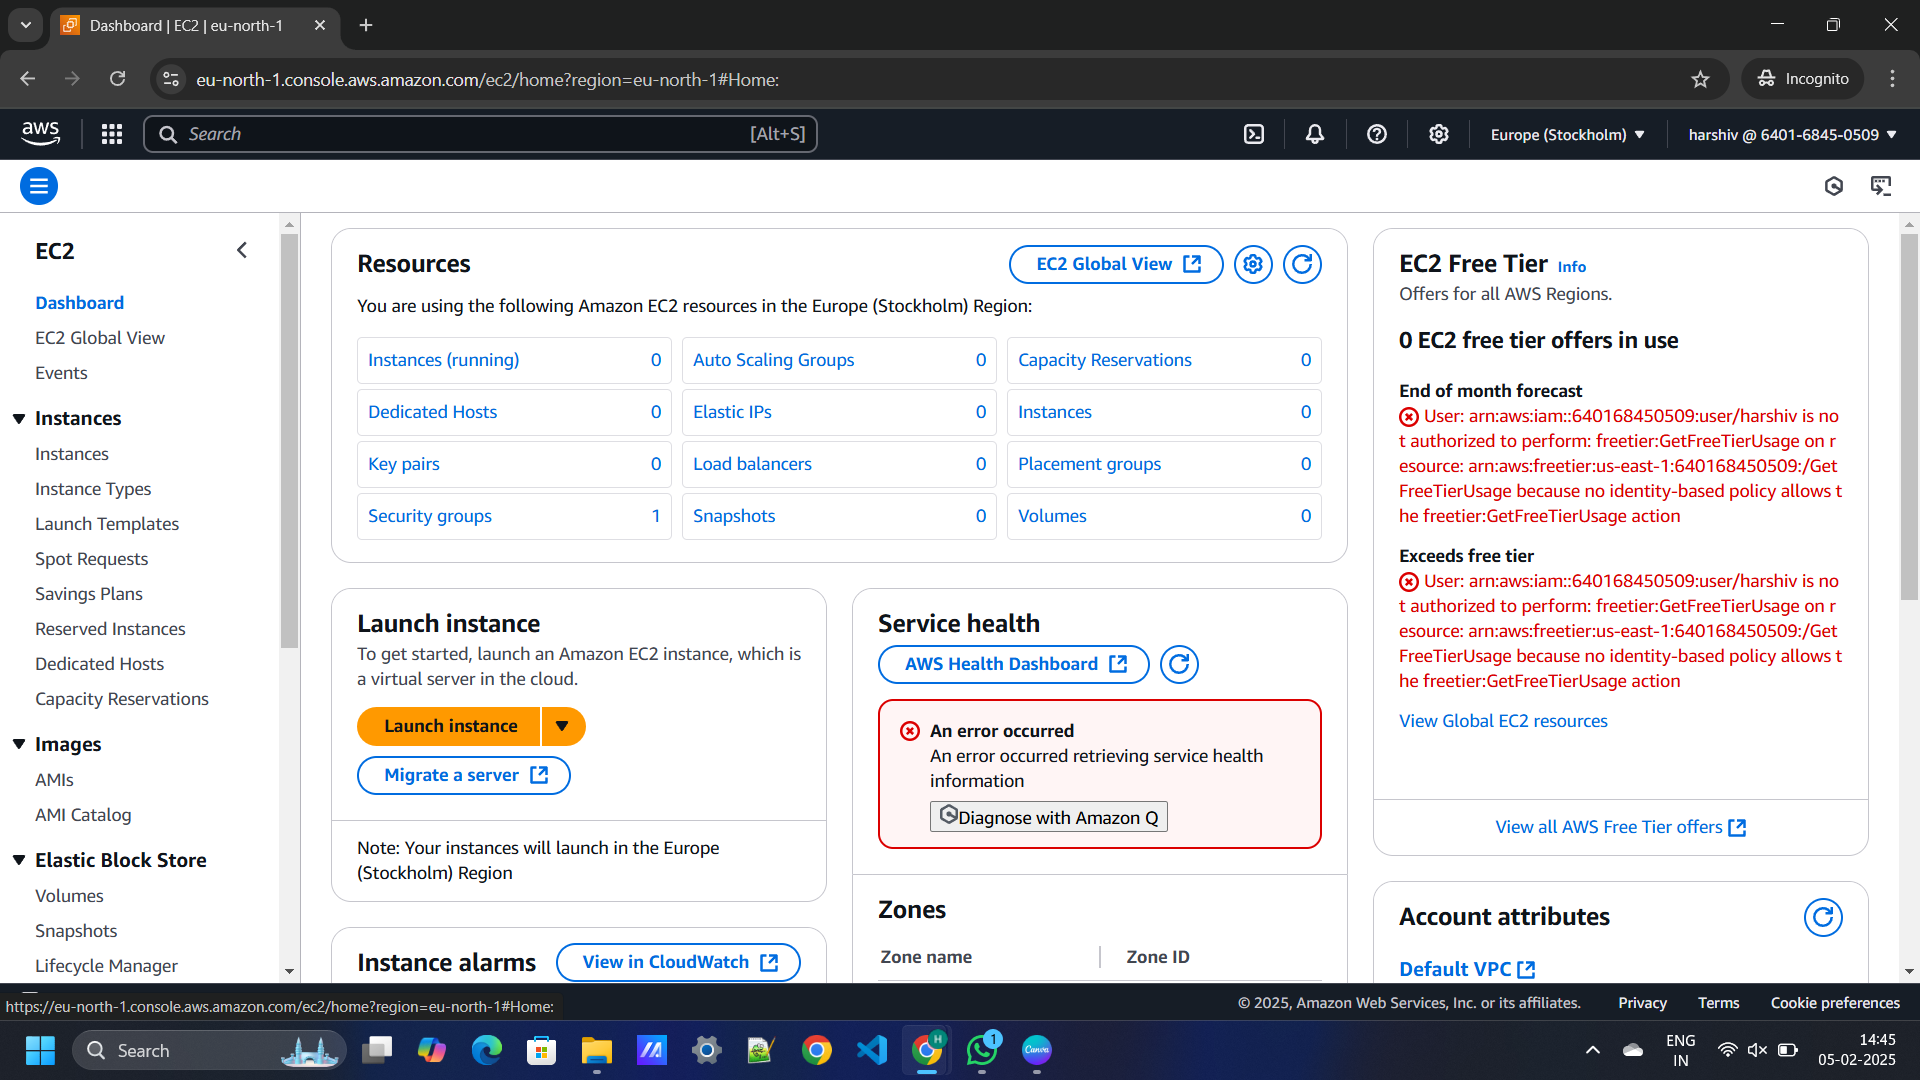 Dashboard | EC2 | eu-north-1
eu-north-1.console.aws.amazon.com/ec2/home?region=eu-north-1#Home:
Incognito
aws
Search
[Alt+S]
Europe (Stockholm)
harshiv @ 6401-6845-0509
EC2
Dashboard
EC2 Global View
Events
Instances
Instances
Instance Types
Launch Templates
Spot Requests
Savings Plans
Reserved Instances
Dedicated Hosts
Capacity Reservations
Images
AMIs
AMI Catalog
Elastic Block Store
Volumes
Snapshots
Lifecycle Manager
Resources
EC2 Global View
You are using the following Amazon EC2 resources in the Europe (Stockholm) Region:
Instances (running) 0
Auto Scaling Groups 0
Capacity Reservations 0
Dedicated Hosts 0
Elastic IPs 0
Instances 0
Key pairs 0
Load balancers 0
Placement groups 0
Security groups 1
Snapshots 0
Volumes 0
Launch instance
To get started, launch an Amazon EC2 instance, which is
a virtual server in the cloud.
Launch instance
Migrate a server
Note: Your instances will launch in the Europe
(Stockholm) Region
Instance alarms
View in CloudWatch
Service health
AWS Health Dashboard
An error occurred
An error occurred retrieving service health
information
Diagnose with Amazon Q
Zones
Zone name
Zone ID
EC2 Free Tier Info
Offers for all AWS Regions.
0 EC2 free tier offers in use
End of month forecast
User: arn:aws:iam::640168450509:user/harshiv is no
t authorized to perform: freetier:GetFreeTierUsage on r
esource: arn:aws:freetier:us-east-1:640168450509:/Get
FreeTierUsage because no identity-based policy allows t
he freetier:GetFreeTierUsage action
Exceeds free tier
User: arn:aws:iam::640168450509:user/harshiv is no
t authorized to perform: freetier:GetFreeTierUsage on r
esource: arn:aws:freetier:us-east-1:640168450509:/Get
FreeTierUsage because no identity-based policy allows t
he freetier:GetFreeTierUsage action
View Global EC2 resources
View all AWS Free Tier offers
Account attributes
Default VPC
https://eu-north-1.console.aws.amazon.com/ec2/home?region=eu-north-1#Home:
© 2025, Amazon Web Services, Inc. or its affiliates.
Privacy
Terms
Cookie preferences
Search
H
1
Canva
ENG
IN
14:45
05-02-2025